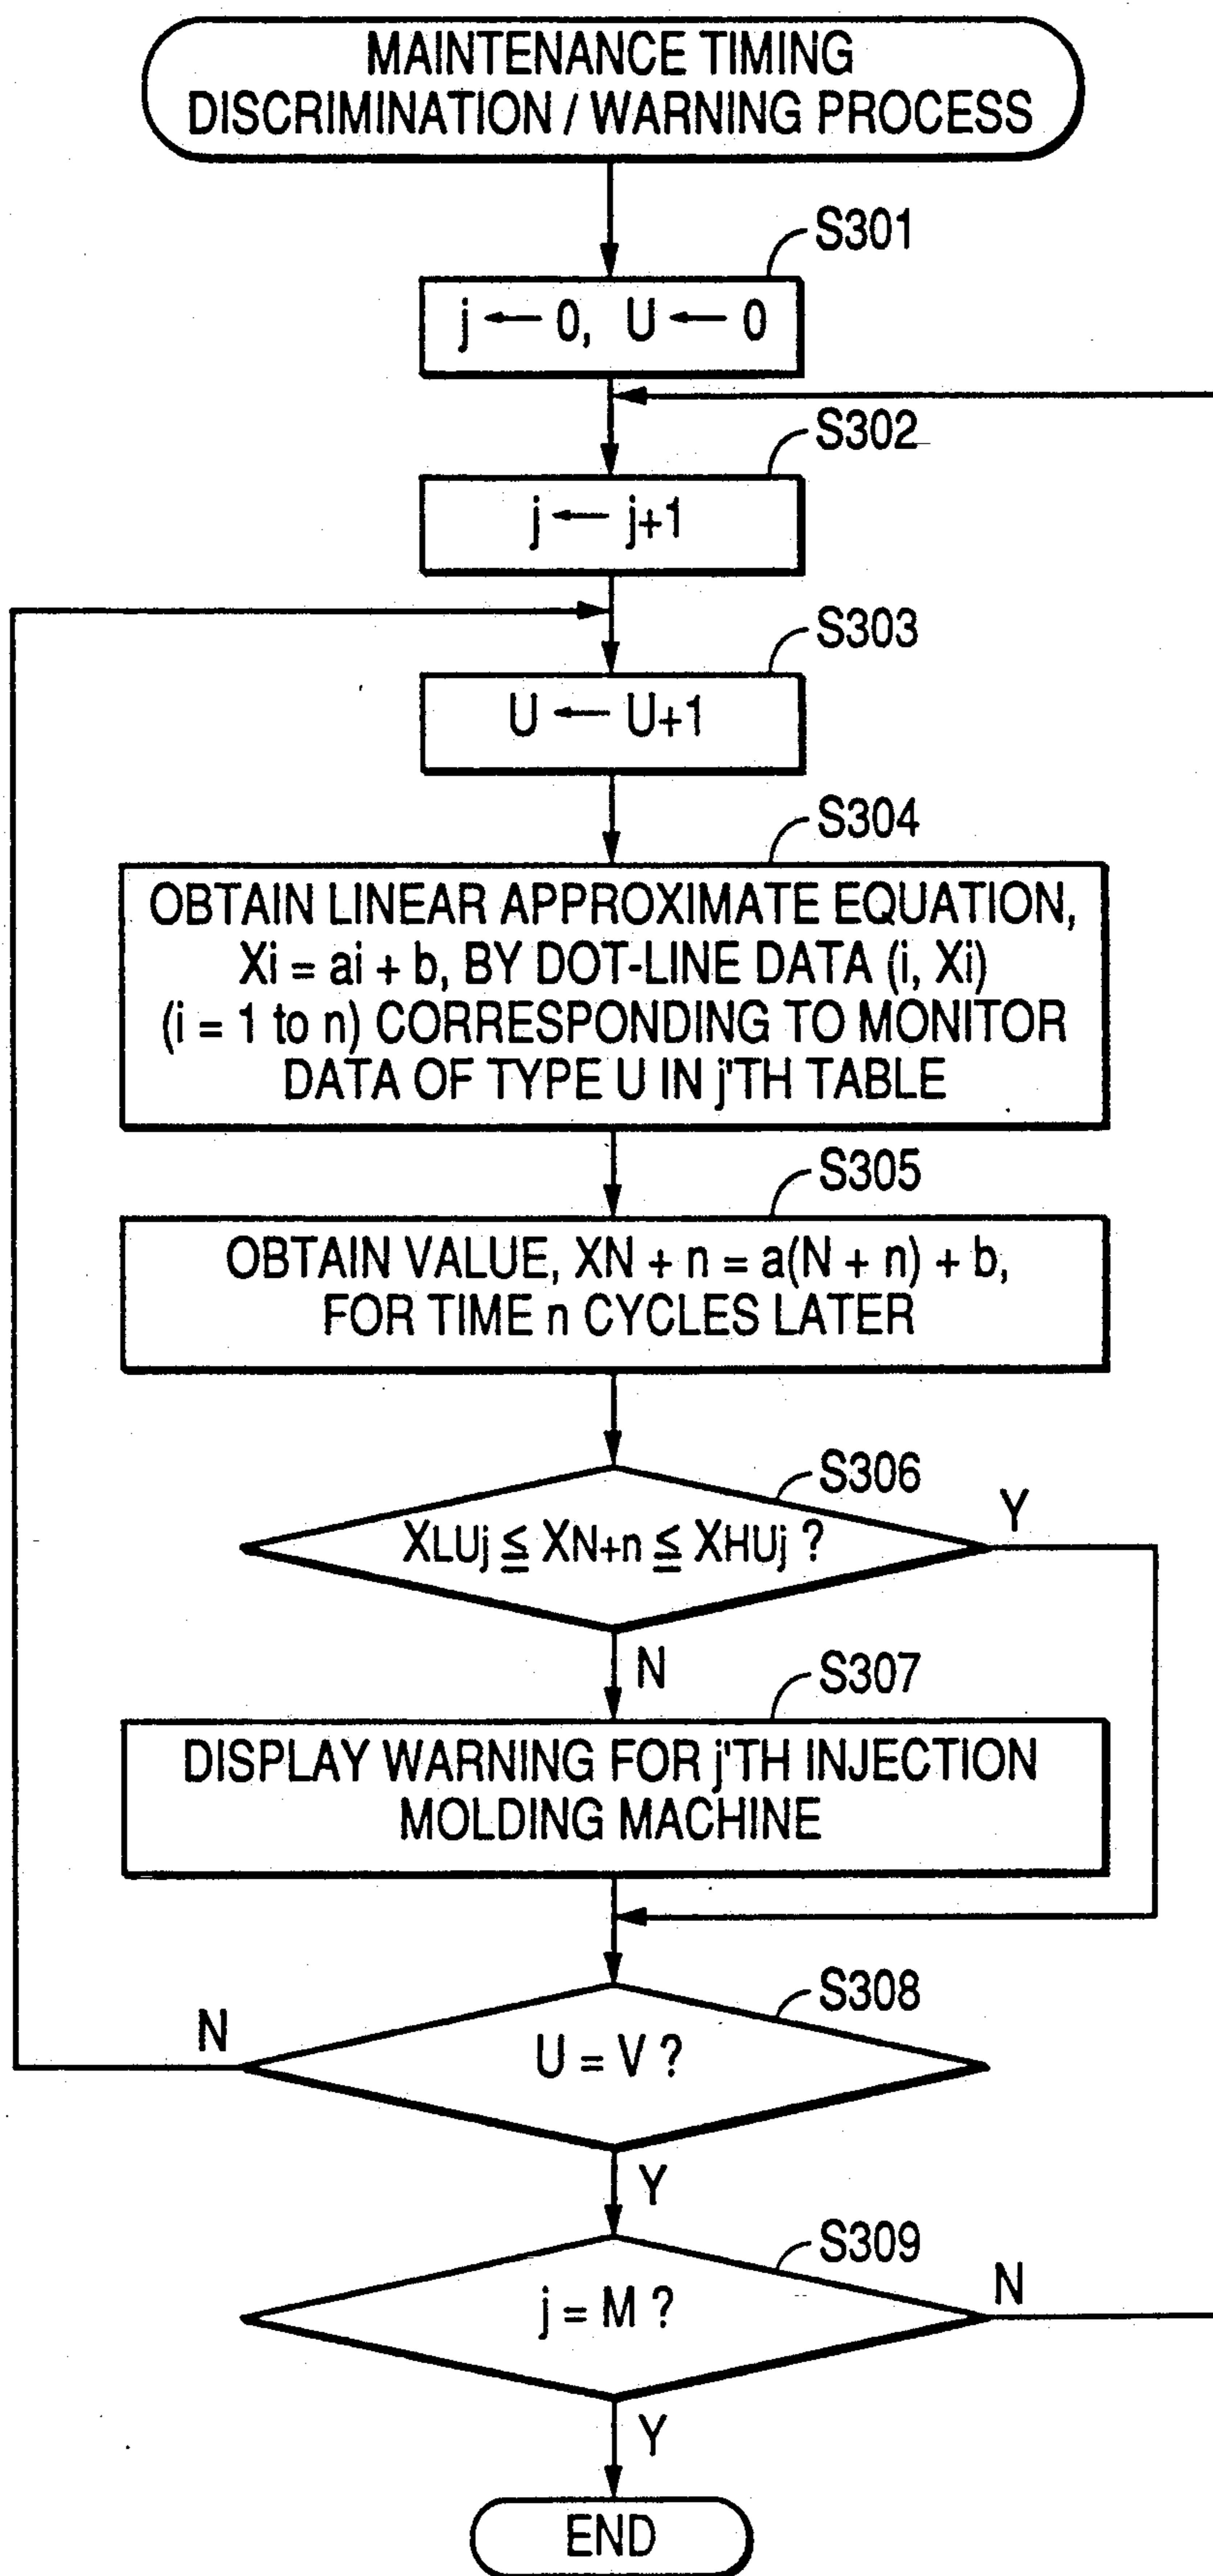 MAINTENANCE TIMING
DISCRIMINATION / WARNING PROCESS
S301
j ← 0, U ← 0
S302
j ← j+1
S303
U ← U+1
S304
OBTAIN LINEAR APPROXIMATE EQUATION,
Xi = ai + b, BY DOT-LINE DATA (i, Xi)
(i = 1 to n) CORRESPONDING TO MONITOR
DATA OF TYPE U IN j'TH TABLE
S305
OBTAIN VALUE, XN + n = a(N + n) + b,
FOR TIME n CYCLES LATER
S306
XLUj ≦ XN+n ≦ XHUj ?
Y
N
S307
DISPLAY WARNING FOR j'TH INJECTION
MOLDING MACHINE
S308
N
U = V ?
Y
S309
j = M ?
N
Y
END